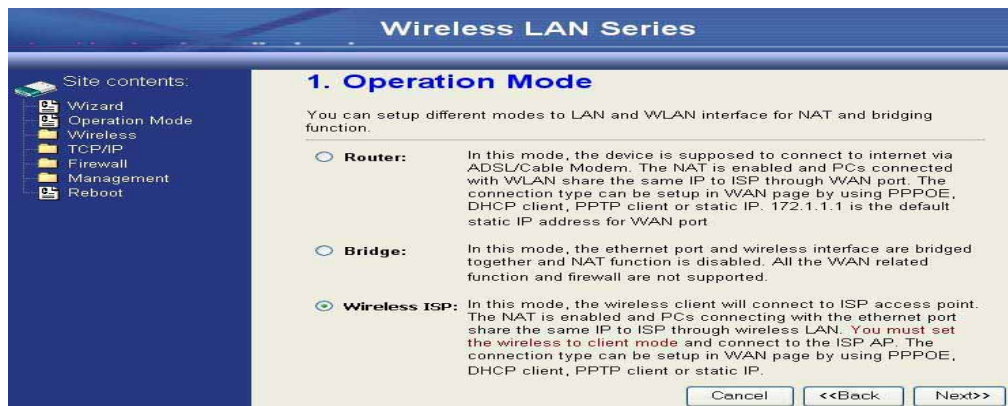 Wireless LAN Series
Site contents:
Wizard
Operation Mode
Wireless
TCP/IP
Firewall
Management
Reboot
1. Operation Mode
You can setup different modes to LAN and WLAN interface for NAT and bridging
function.
Router: In this mode, the device is supposed to connect to internet via
ADSL/Cable Modem. The NAT is enabled and PCs connected
with WLAN share the same IP to ISP through WAN port. The
connection type can be setup in WAN page by using PPPOE,
DHCP client, PPTP client or static IP. 172.1.1.1 is the default
static IP address for WAN port
Bridge: In this mode, the ethernet port and wireless interface are bridged
together and NAT function is disabled. All the WAN related
function and firewall are not supported.
Wireless ISP: In this mode, the wireless client will connect to ISP access point.
The NAT is enabled and PCs connecting with the ethernet port
share the same IP to ISP through wireless LAN. You must set
the wireless to client mode and connect to the ISP AP. The
connection type can be setup in WAN page by using PPPOE,
DHCP client, PPTP client or static IP.
Cancel <<Back Next>>